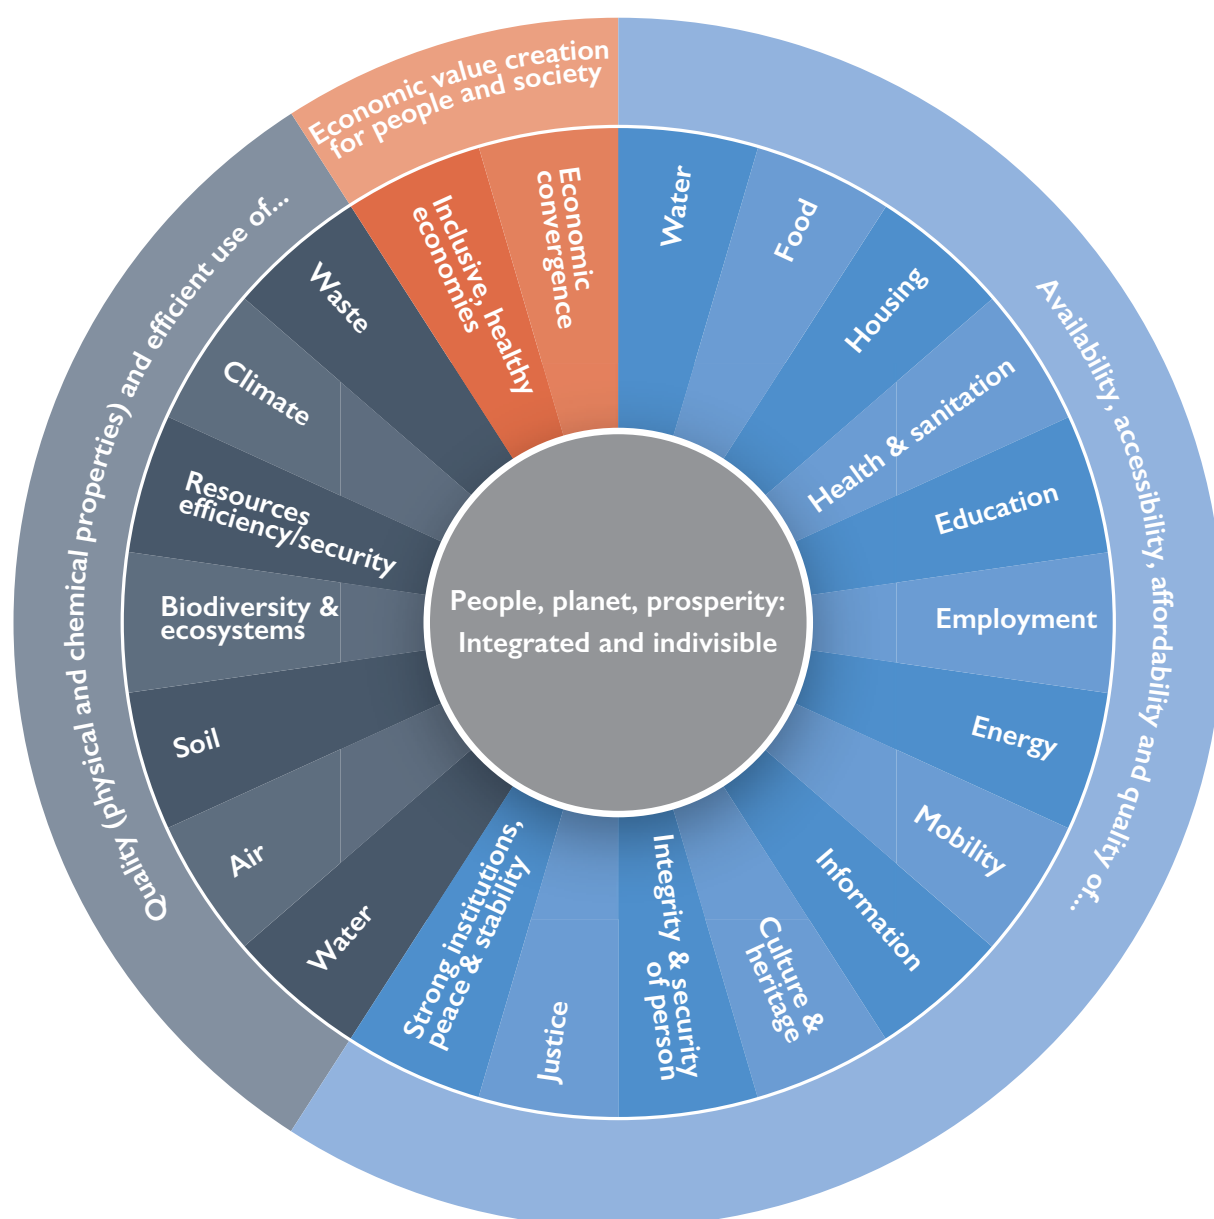 Economic value creation
for people and society
Availability, accessibility, affordability and quality of...
Quality (physical and chemical properties) and efficient use of...
Water
Food
Housing
Health & sanitation
Education
Employment
Energy
Mobility
Information
Culture &
heritage
Integrity & security
of person
Justice
Strong institutions,
peace & stability
Water
Air
Soil
Biodiversity &
ecosystems
Resources
efficiency/security
Climate
Waste
Inclusive, healthy
economies
Economic
convergence
People, planet, prosperity:
Integrated and indivisible